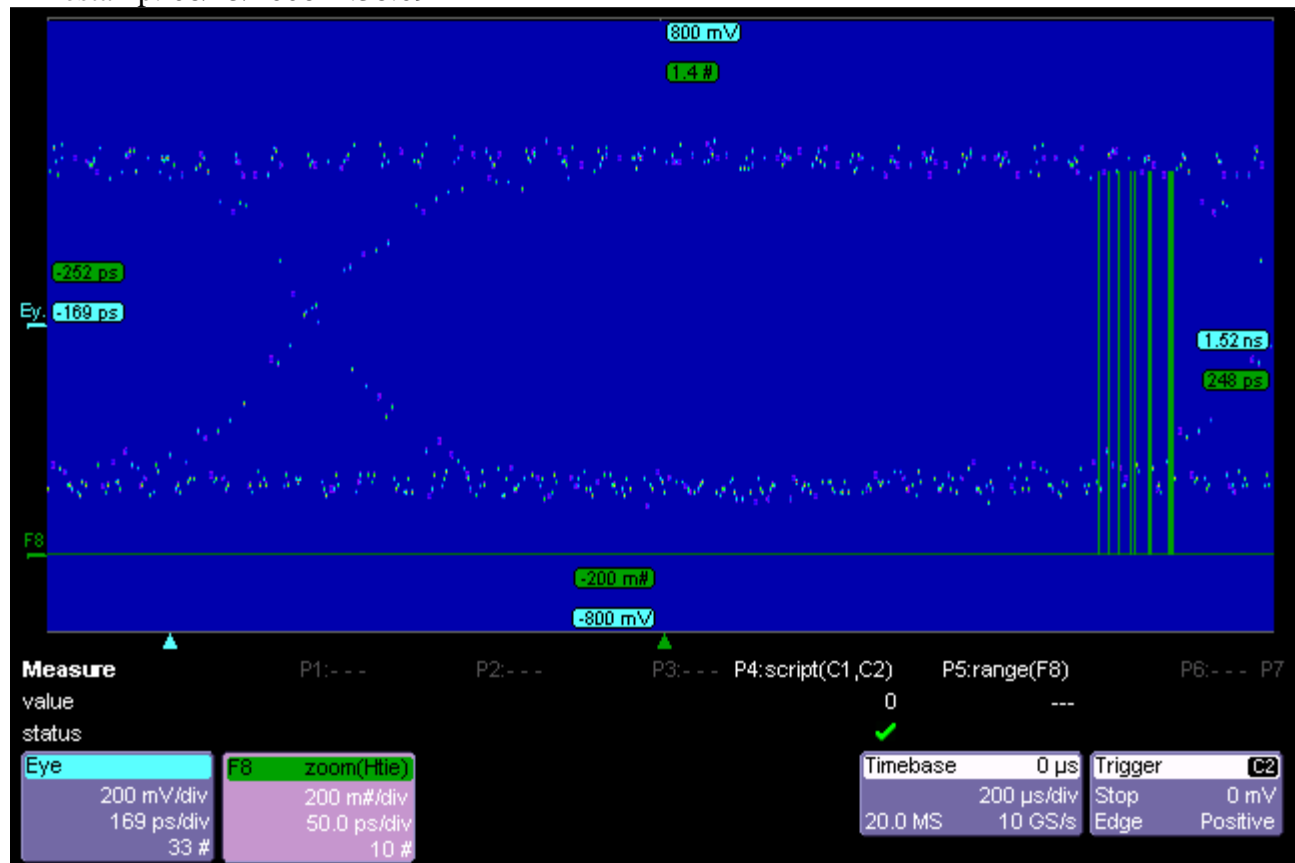 800 mV
1.4 #
-252 ps
Ey.
-169 ps
1.52 ns
248 ps
F8
-200 m#
-800 mV
Measure P1:- - - P2:- - - P3:- - - P4:script(C1,C2) P5:range(F8) P6:- - - P7
value 0 ---
status
Eye F8 zoom(Htie) Timebase 0 µs Trigger C2
200 mV/div 200 m#/div 200 µs/div Stop 0 mV
169 ps/div 50.0 ps/div 20.0 MS 10 GS/s Edge Positive
33 # 10 #